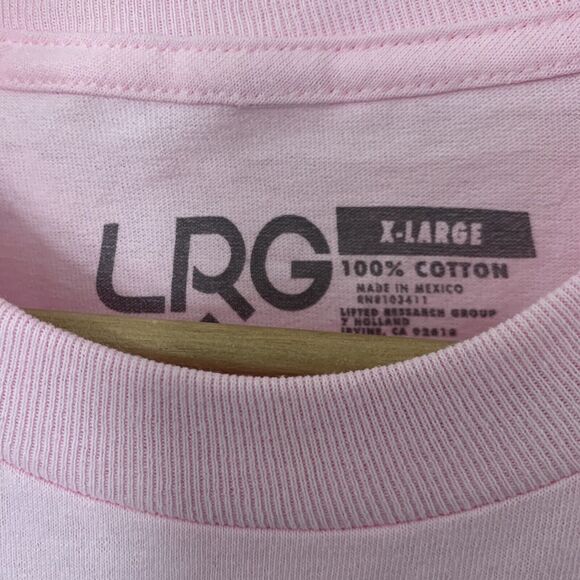 LRG
X-LARGE
100% COTTON
MADE IN MEXICO
RN#103411
LIFTED RESEARCH GROUP
7 HOLLAND
IRVINE, CA 92618